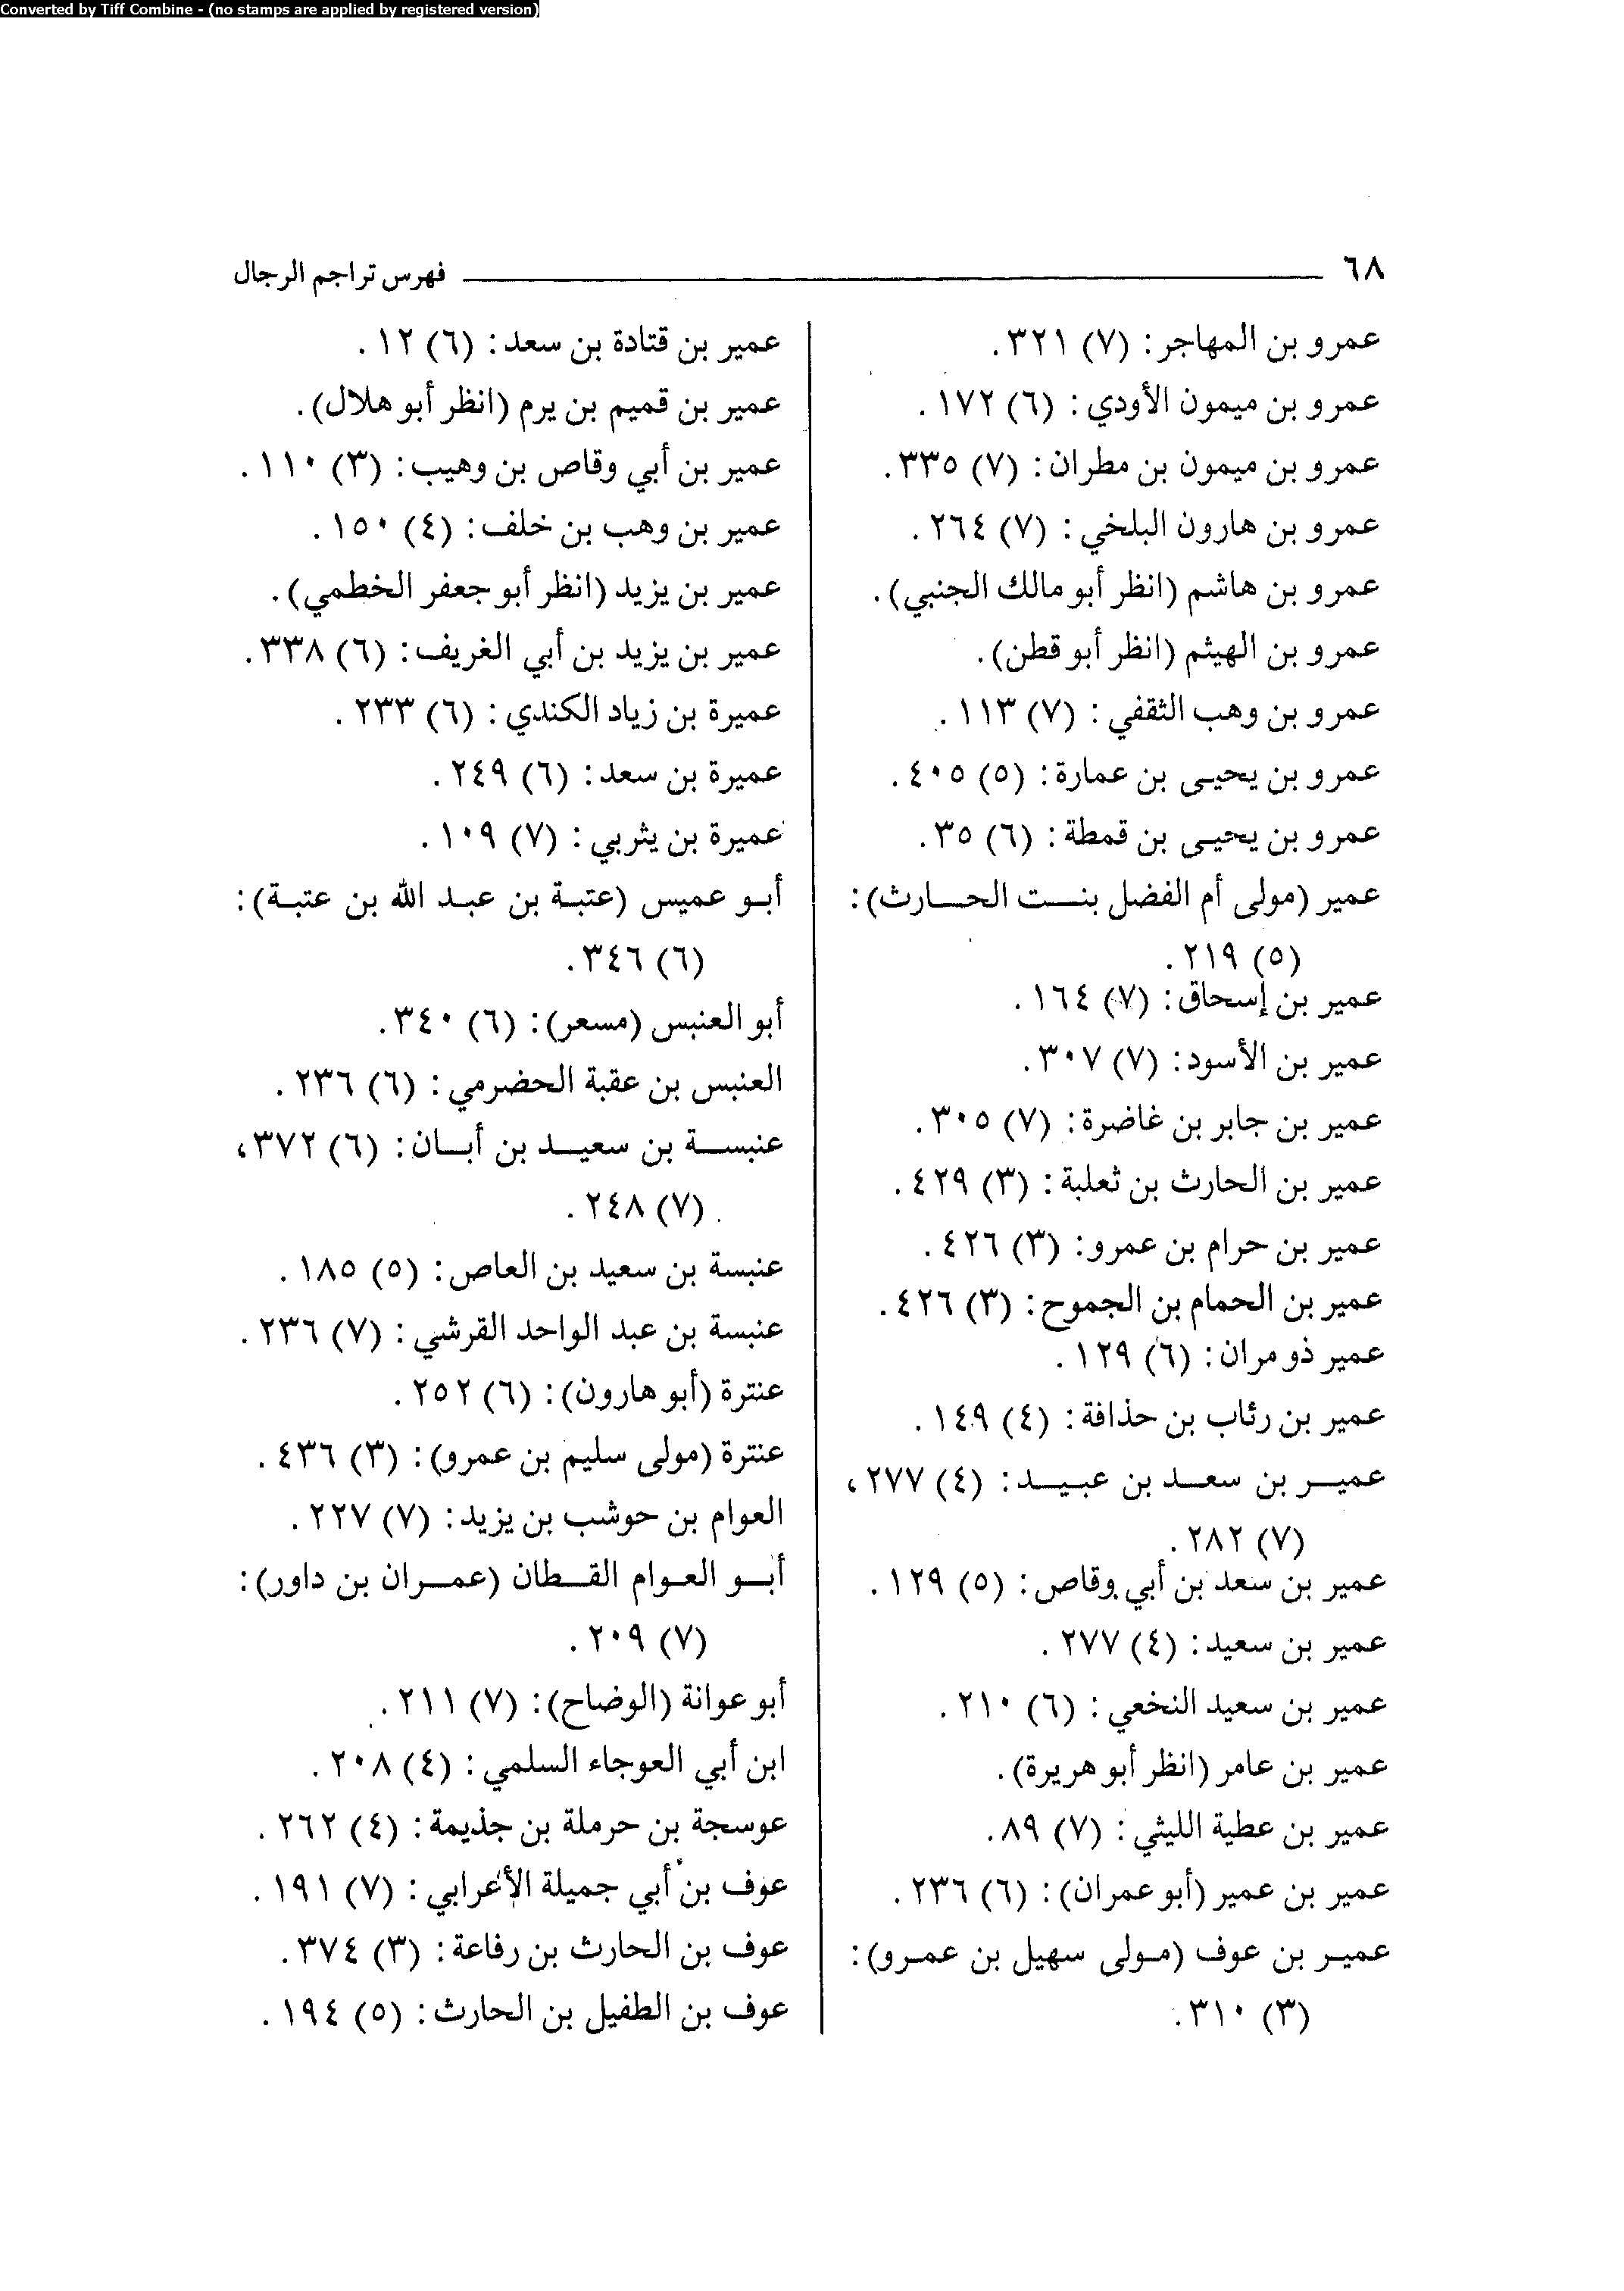 Converted by Tiff Combine - (no stamps are applied by registered version)
٦٨ فهرس تراجم الرجال
عمرو بن المهاجر: (٧) ٣٢١.
عمرو بن ميمون الأودي: (٦) ١٧٢.
عمرو بن ميمون بن مطران: (٧) ٣٣٥.
عمرو بن هارون البلخي: (٧) ٢٦٤.
عمرو بن هاشم (انظر أبو مالك الجنبي).
عمرو بن الهيثم (انظر أبو قطن).
عمرو بن وهب الثقفي: (٧) ١١٣.
عمرو بن يحيى بن عمارة: (٥) ٤٠٥.
عمرو بن يحيى بن قمطة: (٦) ٣٥.
عمير (مولى أم الفضل بنت الحارث):
(٥) ٢١٩.
عمير بن إسحاق: (٧) ١٦٤.
عمير بن الأسود: (٧) ٣٠٧.
عمير بن جابر بن غاضرة: (٧) ٣٠٥.
عمير بن الحارث بن ثعلبة: (٣) ٤٢٩.
عمير بن حرام بن عمرو: (٣) ٤٢٦.
عمير بن الحمام بن الجموح: (٣) ٤٢٦.
عمير ذو مران: (٦) ١٢٩.
عمير بن رئاب بن حذافة: (٤) ١٤٩.
عمير بن سعد بن عبيد: (٤) ٢٧٧،
(٧) ٢٨٢.
عمير بن سعد بن أبي وقاص: (٥) ١٢٩.
عمير بن سعيد: (٤) ٢٧٧.
عمير بن سعيد النخعي: (٦) ٢١٠.
عمير بن عامر (انظر أبو هريرة).
عمير بن عطية الليثي: (٧) ٨٩.
عمير بن عمير (أبو عمران): (٦) ٢٣٦.
عمير بن عوف (مولى سهيل بن عمرو):
(٣) ٣١٠.
عمير بن قتادة بن سعد: (٦) ١٢.
عمير بن قميم بن يرم (انظر أبو هلال).
عمير بن أبي وقاص بن وهيب: (٣) ١١٠.
عمير بن وهب بن خلف: (٤) ١٥٠.
عمير بن يزيد (انظر أبو جعفر الخطمي).
عمير بن يزيد بن أبي الغريف: (٦) ٣٣٨.
عميرة بن زياد الكندي: (٦) ٢٣٣.
عميرة بن سعد: (٦) ٢٤٩.
عميرة بن يثربي: (٧) ١٠٩.
أبو عميس (عتبة بن عبد الله بن عتبة):
(٦) ٣٤٦.
أبو العنبس (مسعر): (٦) ٣٤٠.
العنبس بن عقبة الحضرمي: (٦) ٢٣٦.
عنبسة بن سعيد بن أبان: (٦) ٣٧٢،
(٧) ٢٤٨.
عنبسة بن سعيد بن العاص: (٥) ١٨٥.
عنبسة بن عبد الواحد القرشي: (٧) ٢٣٦.
عنترة (أبو هارون): (٦) ٢٥٢.
عنترة (مولى سليم بن عمرو): (٣) ٤٣٦.
العوام بن حوشب بن يزيد: (٧) ٢٢٧.
أبو العوام القطان (عمران بن داور):
(٧) ٢٠٩.
أبو عوانة (الوضاح): (٧) ٢١١.
ابن أبي العوجاء السلمي: (٤) ٢٠٨.
عوسجة بن حرملة بن جذيمة: (٤) ٢٦٢.
عوف بن أبي جميلة الأعرابي: (٧) ١٩١.
عوف بن الحارث بن رفاعة: (٣) ٣٧٤.
عوف بن الطفيل بن الحارث: (٥) ١٩٤.